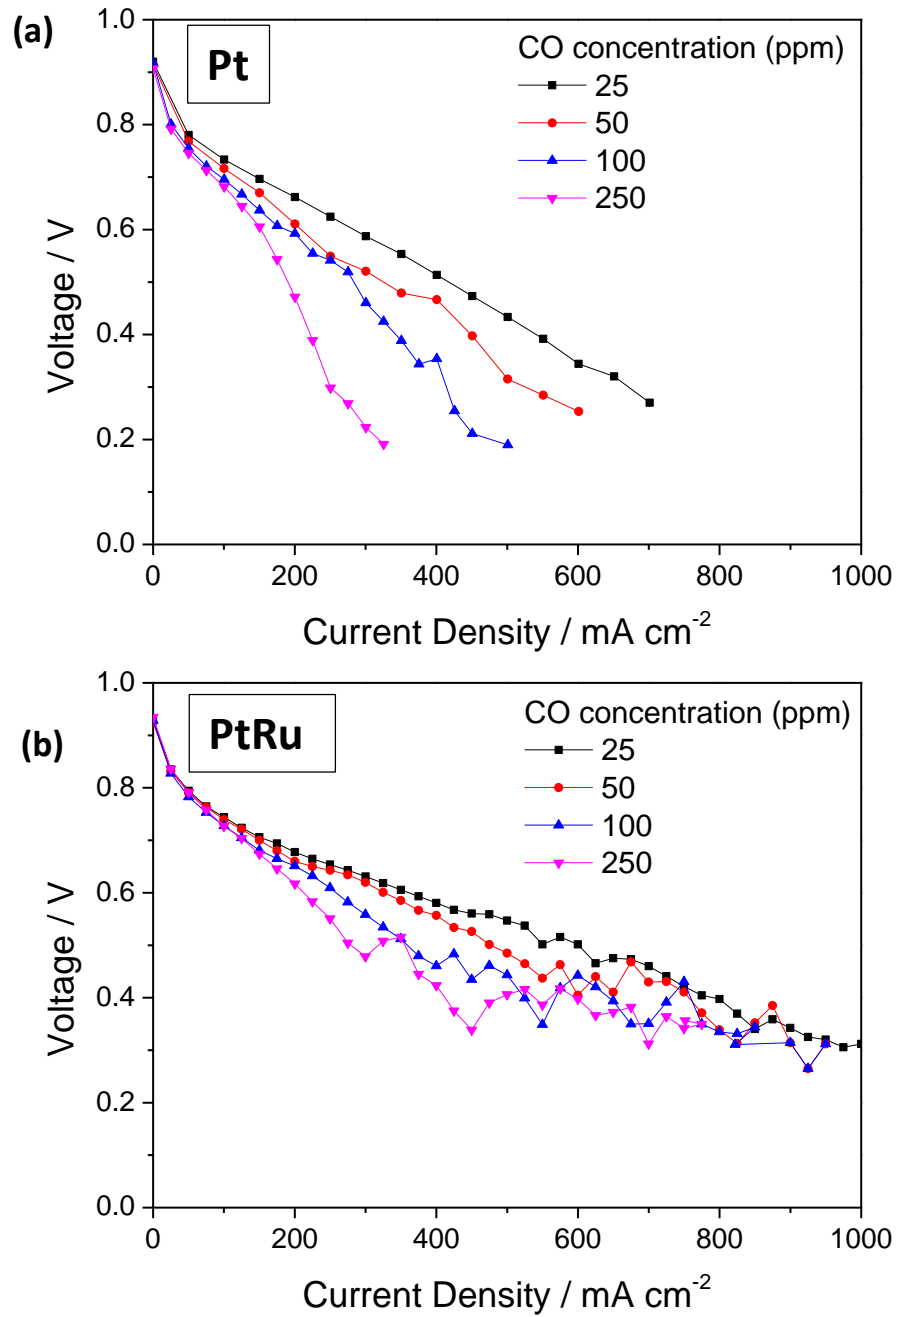 (a)
Pt
CO concentration (ppm)
25
50
100
250
1.0
0.8
0.6
0.4
0.2
0.0
Voltage / V
0 200 400 600 800 1000
Current Density / mA cm⁻²
(b)
PtRu
CO concentration (ppm)
25
50
100
250
1.0
0.8
0.6
0.4
0.2
0.0
Voltage / V
0 200 400 600 800 1000
Current Density / mA cm⁻²